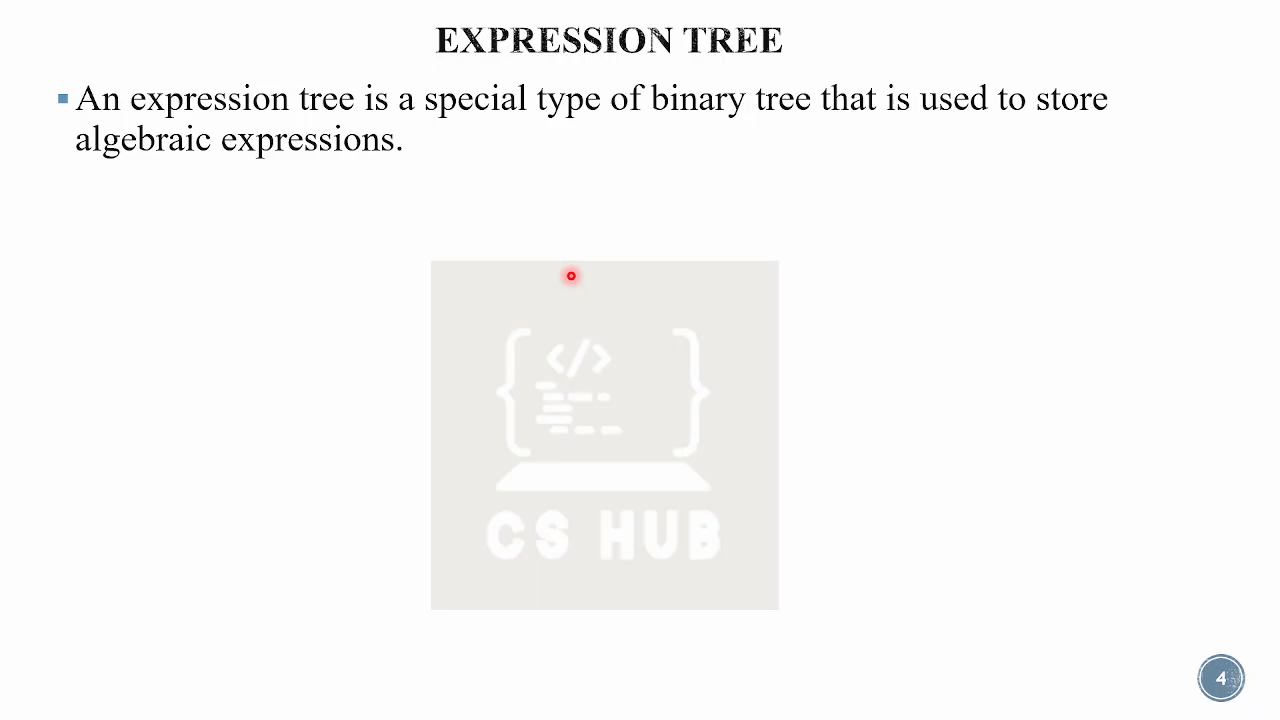 EXPRESSION TREE
An expression tree is a special type of binary tree that is used to store
algebraic expressions.
</>
CS HUB
4